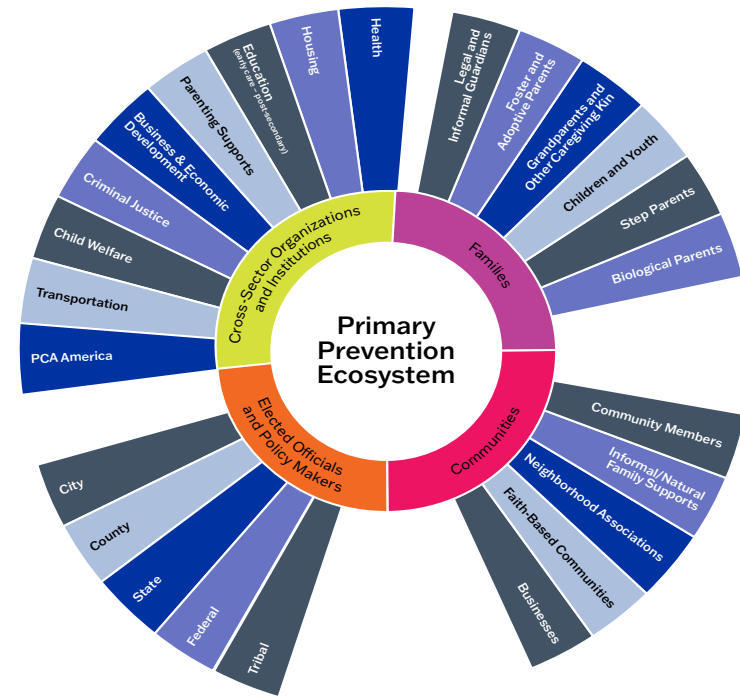 Primary
Prevention
Ecosystem
Cross-Sector Organizations
and Institutions
PCA America
Transportation
Child Welfare
Criminal Justice
Business & Economic
Development
Parenting Supports
Education
(early care – post-secondary)
Housing
Health
Families
Legal and
Informal Guardians
Foster and
Adoptive Parents
Grandparents and
Other Caregiving Kin
Children and Youth
Step Parents
Biological Parents
Communities
Community Members
Informal/Natural
Family Supports
Neighborhood Associations
Faith-Based Communities
Businesses
Elected Officials
and Policy Makers
City
County
State
Federal
Tribal